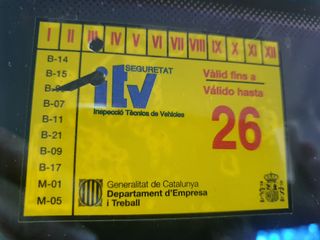 I II III IV V VI VII VIII IX X XI XII
B-14
B-15
B-07
B-11
B-21
B-09
B-17
M-01
M-05
SEGURETAT
itv
Inspecció Tècnica de Vehicles
Vàlid fins a
Válido hasta
26
Generalitat de Catalunya
Departament d'Empresa
i Treball